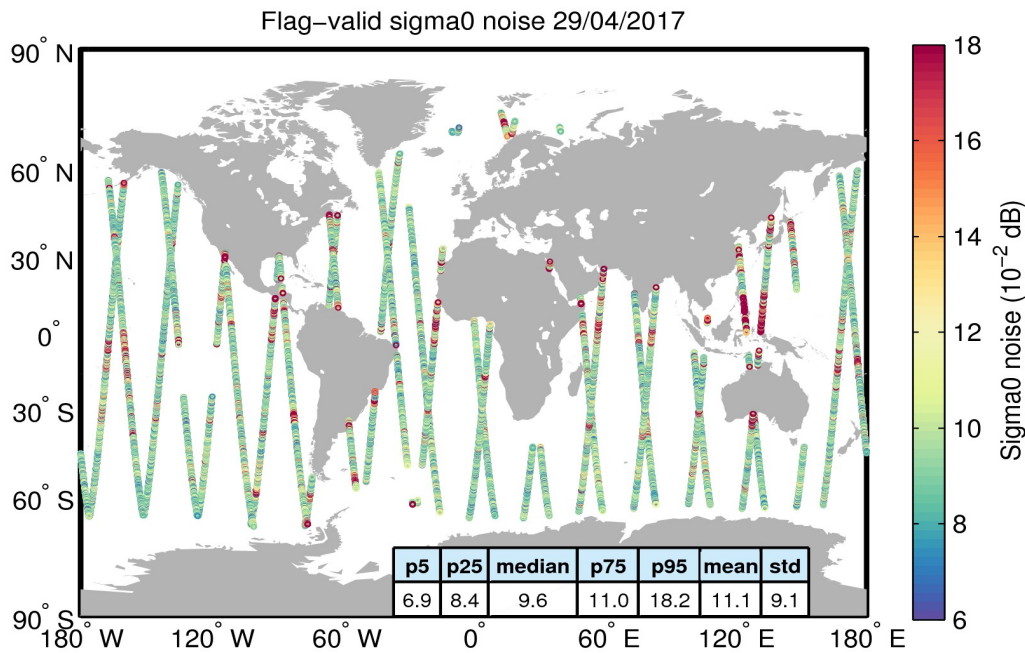 Flag−valid sigma0 noise 29/04/2017
90° N
60° N
30° N
0°
30° S
60° S
90° S
180° W
120° W
60° W
0°
60° E
120° E
180° E
p5 p25 median p75 p95 mean std
6.9 8.4 9.6 11.0 18.2 11.1 9.1
18
16
14
12
10
8
6
Sigma0 noise (10⁻² dB)